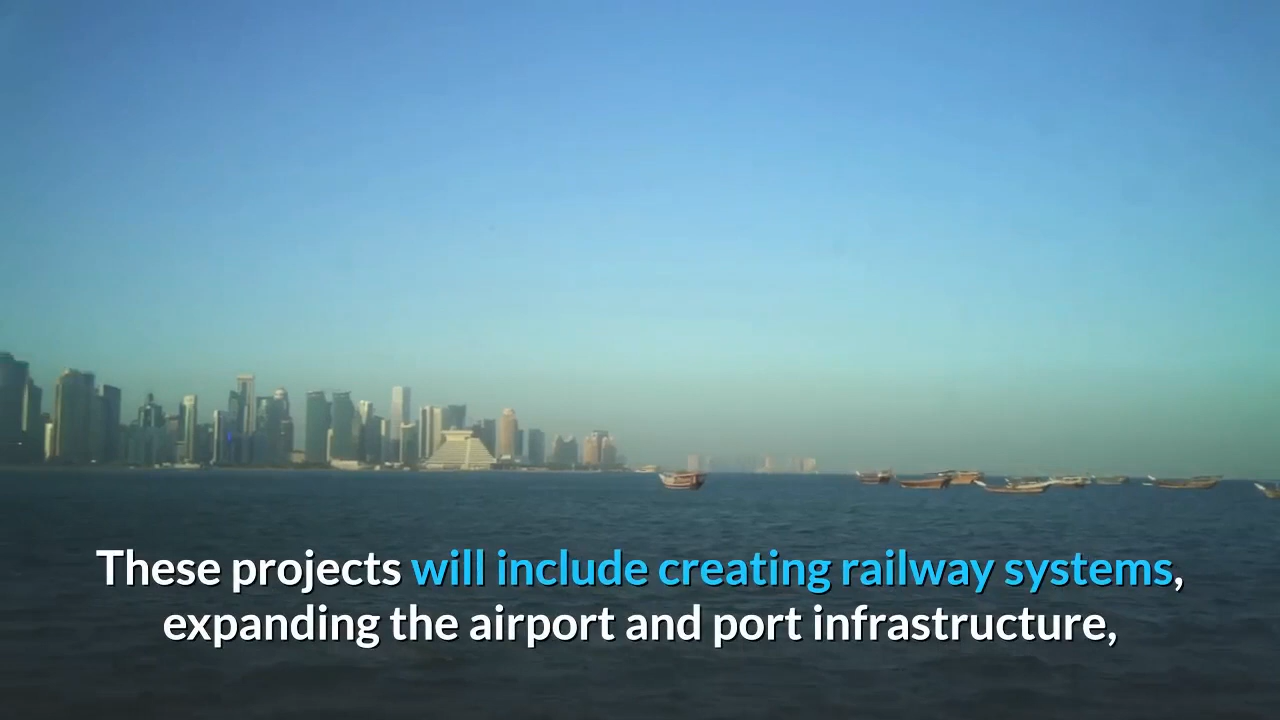 These projects will include creating railway systems,
expanding the airport and port infrastructure,